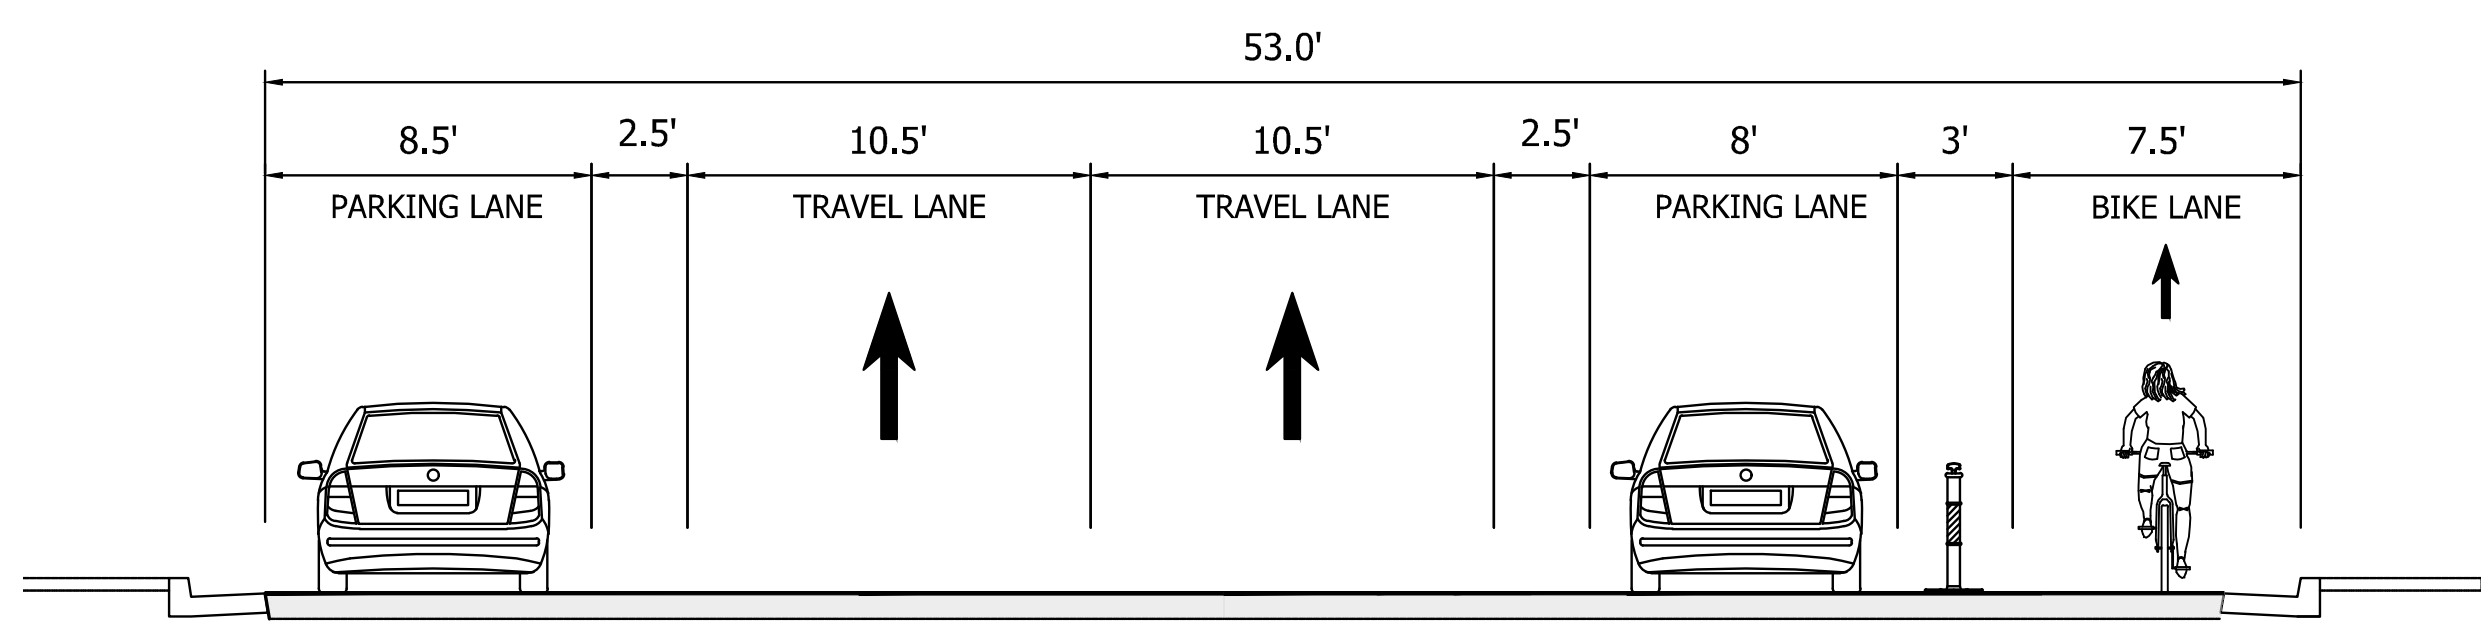 53.0'
8.5' 2.5' 10.5' 10.5' 2.5' 8' 3' 7.5'
PARKING LANE TRAVEL LANE TRAVEL LANE PARKING LANE BIKE LANE